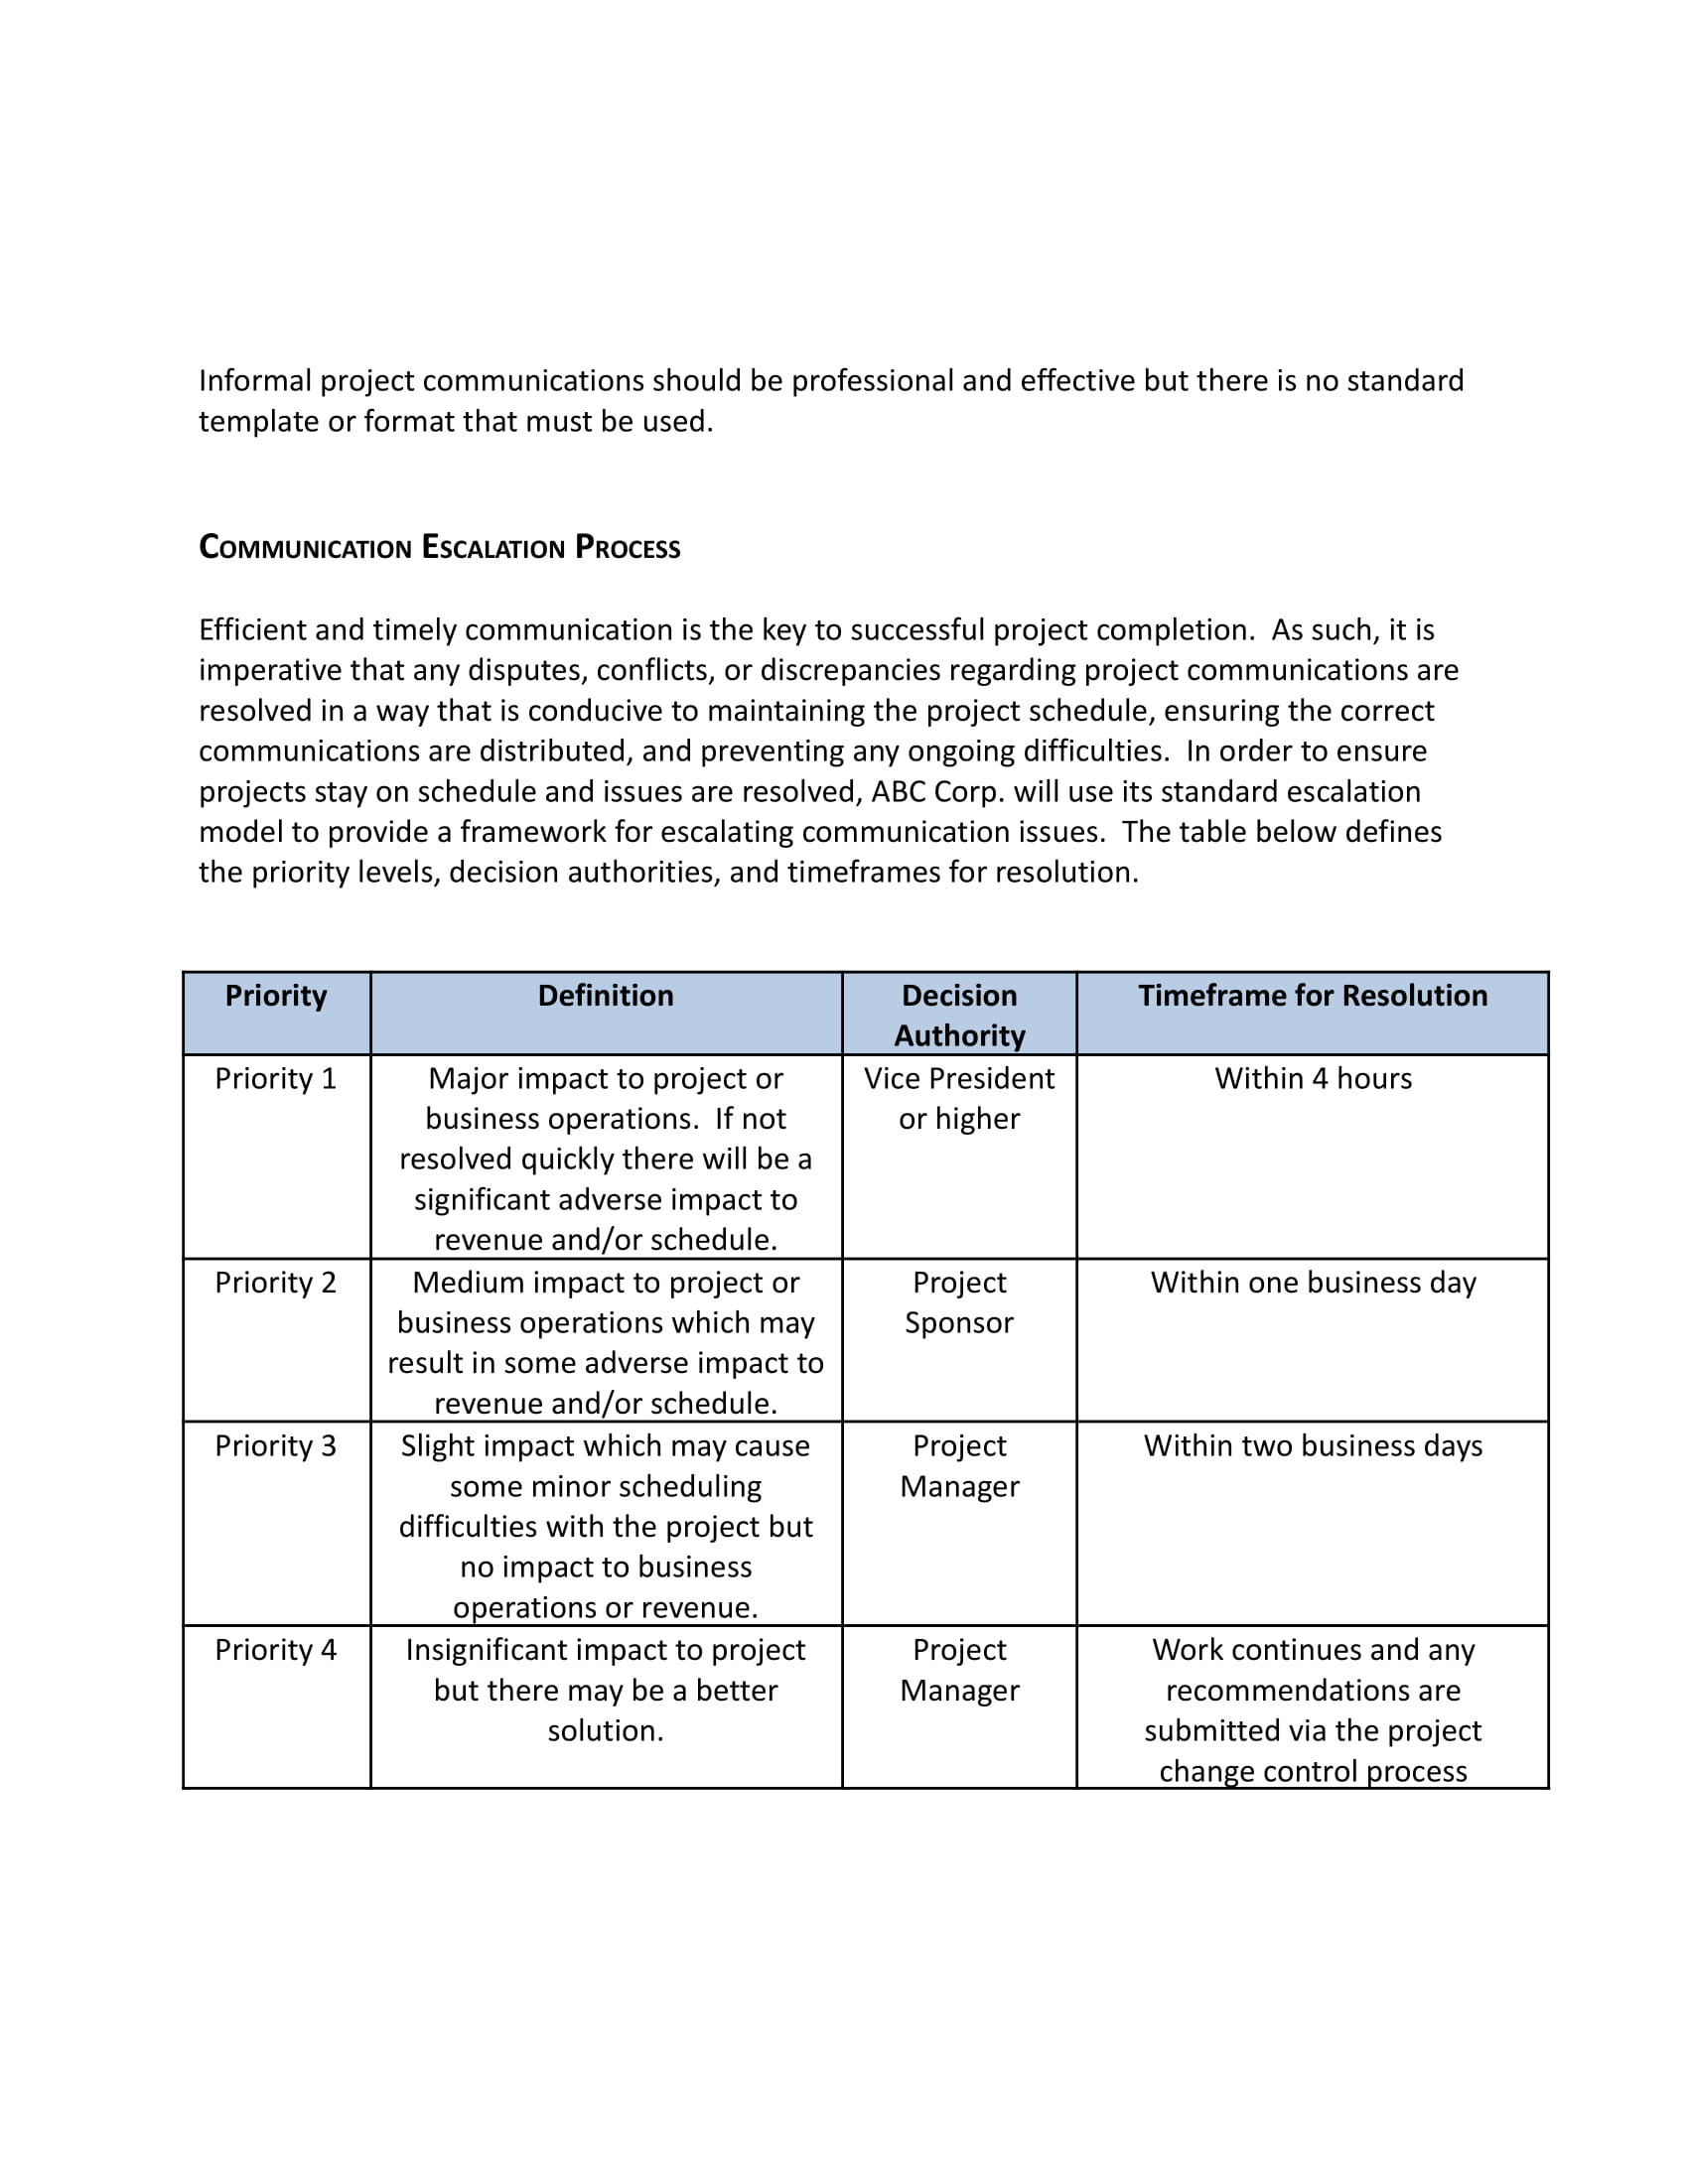 Informal project communications should be professional and effective but there is no standard
template or format that must be used.
Communication Escalation Process
Efficient and timely communication is the key to successful project completion.  As such, it is
imperative that any disputes, conflicts, or discrepancies regarding project communications are
resolved in a way that is conducive to maintaining the project schedule, ensuring the correct
communications are distributed, and preventing any ongoing difficulties.  In order to ensure
projects stay on schedule and issues are resolved, ABC Corp. will use its standard escalation
model to provide a framework for escalating communication issues.  The table below defines
the priority levels, decision authorities, and timeframes for resolution.
Priority
Definition
Decision
Authority
Timeframe for Resolution
Priority 1
Major impact to project or
business operations.  If not
resolved quickly there will be a
significant adverse impact to
revenue and/or schedule.
Vice President
or higher
Within 4 hours
Priority 2
Medium impact to project or
business operations which may
result in some adverse impact to
revenue and/or schedule.
Project
Sponsor
Within one business day
Priority 3
Slight impact which may cause
some minor scheduling
difficulties with the project but
no impact to business
operations or revenue.
Project
Manager
Within two business days
Priority 4
Insignificant impact to project
but there may be a better
solution.
Project
Manager
Work continues and any
recommendations are
submitted via the project
change control process